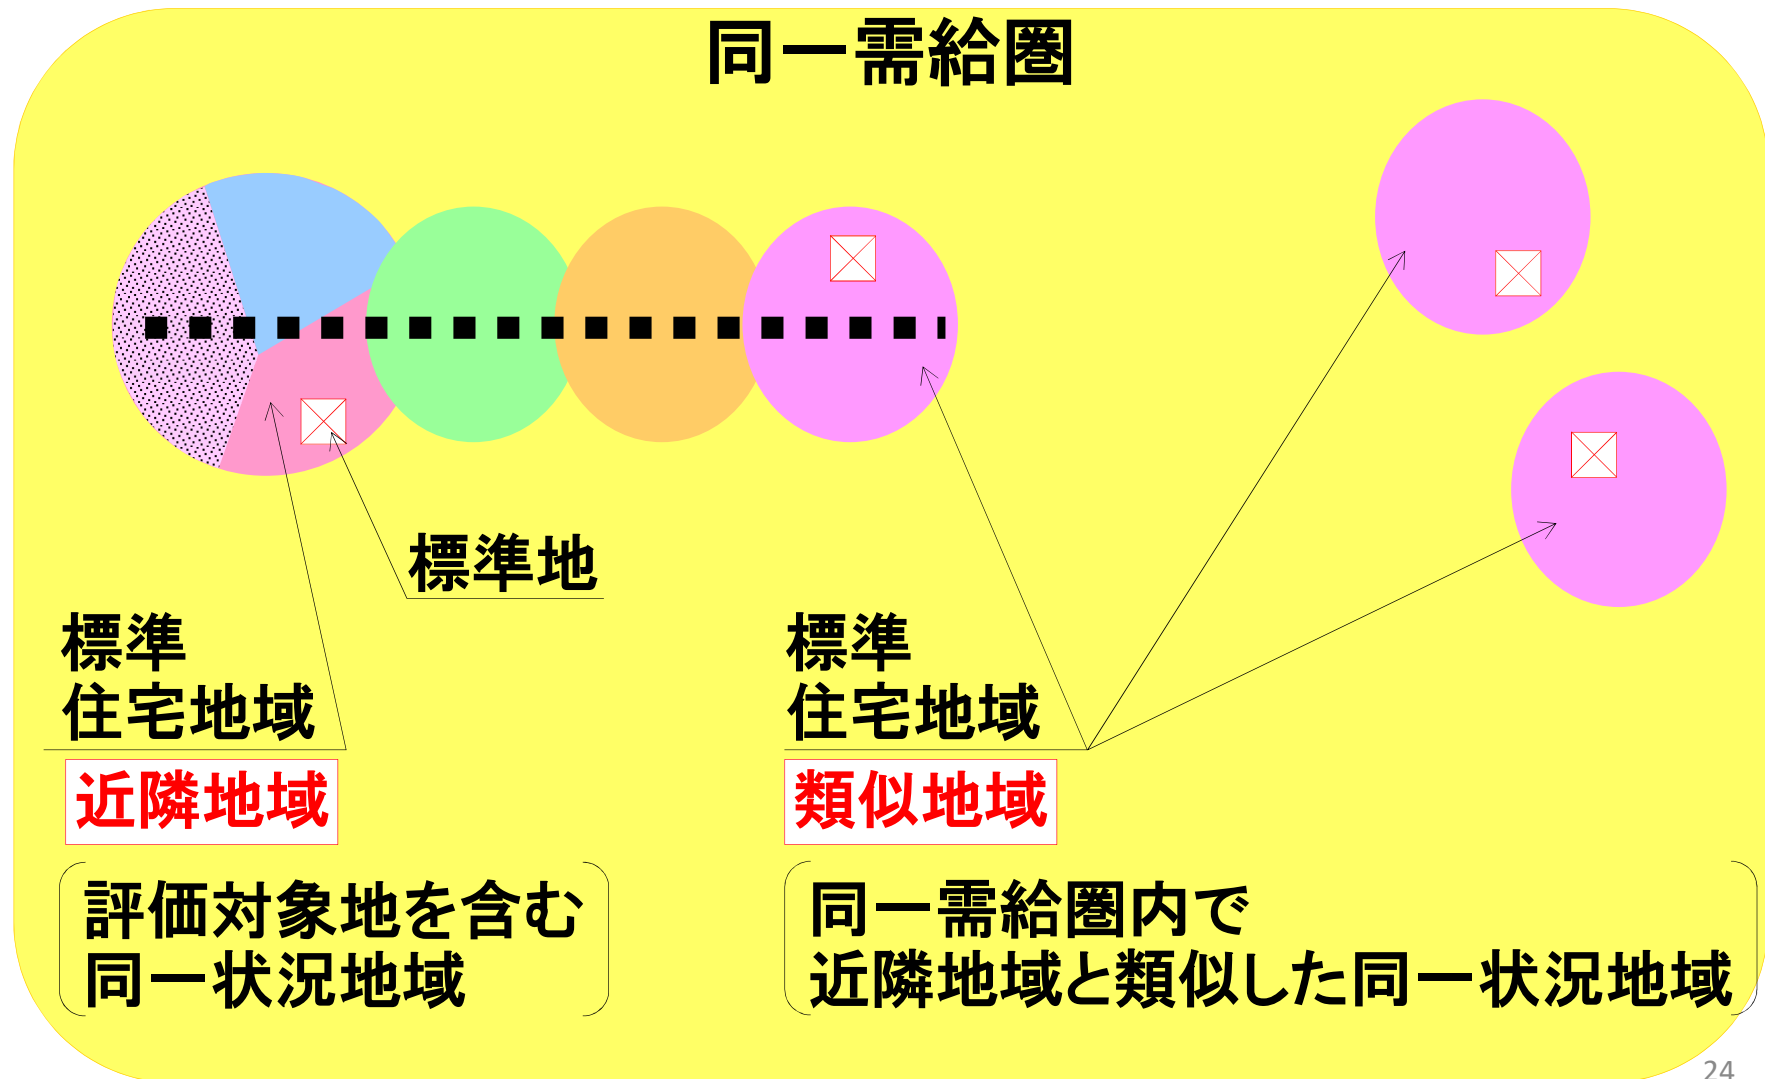 同一需給圏
標準地
標準
住宅地域
近隣地域
評価対象地を含む
同一状況地域
標準
住宅地域
類似地域
同一需給圏内で
近隣地域と類似した同一状況地域
24